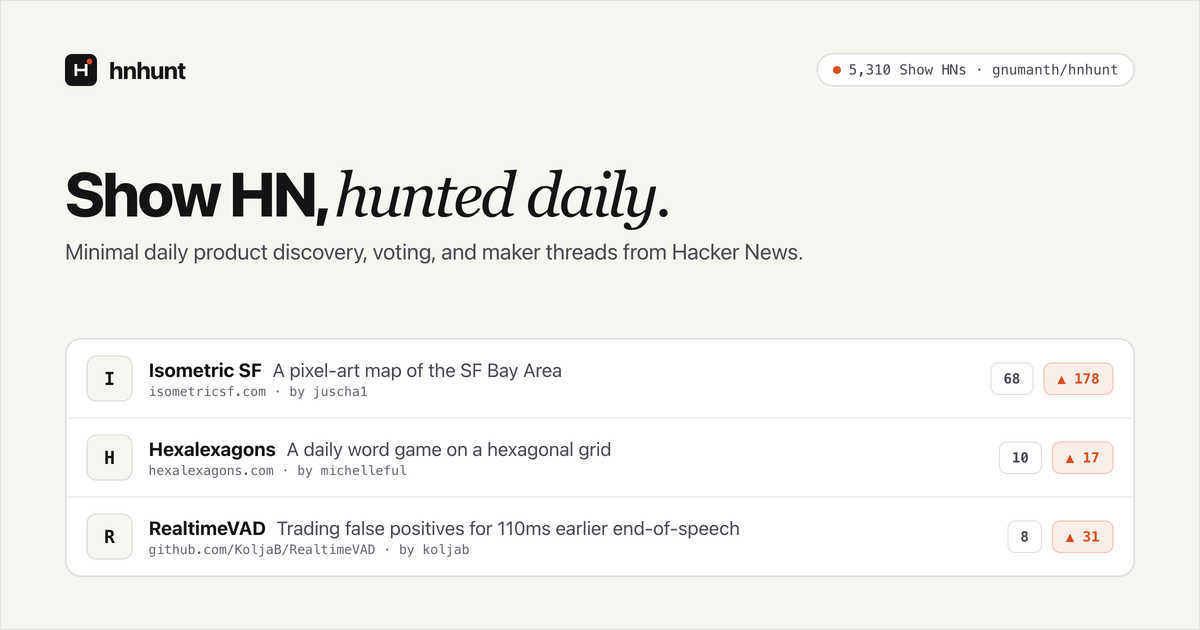 H hnhunt
5,310 Show HNs · gnumanth/hnhunt
Show HN, hunted daily.
Minimal daily product discovery, voting, and maker threads from Hacker News.
I Isometric SF A pixel-art map of the SF Bay Area 68 ▲ 178
isometricsf.com · by juscha1
H Hexalexagons A daily word game on a hexagonal grid 10 ▲ 17
hexalexagons.com · by michelleful
R RealtimeVAD Trading false positives for 110ms earlier end-of-speech 8 ▲ 31
github.com/KoljaB/RealtimeVAD · by koljab